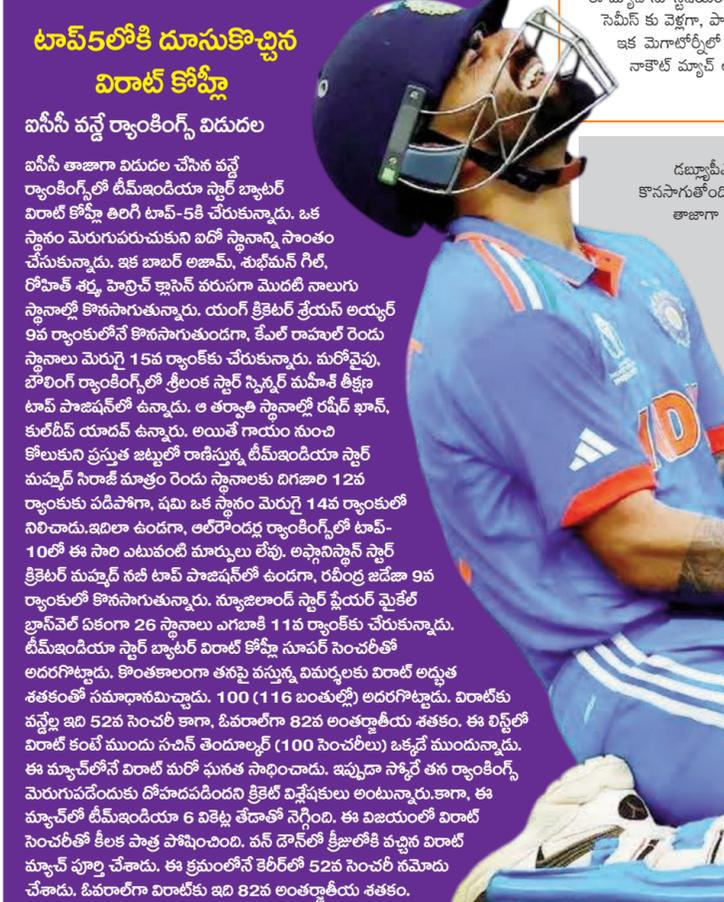 టాప్5లోకి దూసుకొచ్చిన
విరాట్ కోహ్లీ
ఐసీసీ వన్డే ర్యాంకింగ్స్ విడుదల
ఐసీసీ తాజాగా విడుదల చేసిన వన్డే
ర్యాంకింగ్స్‌లో టీమ్ఇండియా స్టార్ బ్యాటర్
విరాట్ కోహ్లీ తిరిగి టాప్-5కి చేరుకున్నాడు. ఒక
స్థానం మెరుగుపరుచుకుని ఐదో స్థానాన్ని సొంతం
చేసుకున్నాడు. ఇక బాబర్ అజామ్, శుభ్‌మన్ గిల్,
రోహిత్ శర్మ, హెన్రిచ్ క్లాసెన్ వరుసగా మొదటి నాలుగు
స్థానాల్లో కొనసాగుతున్నారు. యంగ్ క్రికెటర్ శ్రేయస్ అయ్యర్
9వ ర్యాంకులోనే కొనసాగుతుండగా, కేఎల్ రాహుల్ రెండు
స్థానాలు మెరుగై 15వ ర్యాంక్‌కు చేరుకున్నారు. మరోవైపు,
బౌలింగ్ ర్యాంకింగ్స్‌లో శ్రీలంక స్టార్ స్పిన్నర్ మహీశ్ తీక్షణ
టాప్ పొజిషన్‌లో ఉన్నాడు. ఆ తర్వాతి స్థానాల్లో రషీద్ ఖాన్,
కుల్‌దీప్ యాదవ్ ఉన్నారు. అయితే గాయం నుంచి
కోలుకుని ప్రస్తుత జట్టులో రాణిస్తున్న టీమ్ఇండియా స్టార్
మహ్మద్ సిరాజ్ మాత్రం రెండు స్థానాలకు దిగజారి 12వ
ర్యాంకుకు పడిపోగా, షమి ఒక స్థానం మెరుగై 14వ ర్యాంకులో
నిలిచాడు.ఇదిలా ఉండగా, ఆల్‌రౌండర్ల ర్యాంకింగ్స్‌లో టాప్-
10లో ఈ సారి ఎటువంటి మార్పులు లేవు. అఫ్గానిస్థాన్ స్టార్
క్రికెటర్ మహ్మద్ నబీ టాప్ పొజిషన్‌లో ఉండగా, రవీంద్ర జడేజా 9వ
ర్యాంకులో కొనసాగుతున్నారు. న్యూజిలాండ్ స్టార్ ప్లేయర్ మైకేల్
బ్రాస్‌వెల్ ఏకంగా 26 స్థానాలు ఎగబాకి 11వ ర్యాంక్‌కు చేరుకున్నాడు.
టీమ్ఇండియా స్టార్ బ్యాటర్ విరాట్ కోహ్లీ సూపర్ సెంచరీతో
అదరగొట్టాడు. కొంతకాలంగా తనపై వస్తున్న విమర్శలకు విరాట్ అద్భుత
శతకంతో సమాధానమిచ్చాడు. 100 (116 బంతుల్లో) అదరగొట్టాడు. విరాట్‌కు
వన్డేల్ల ఇది 52వ సెంచరీ కాగా, ఓవరాల్‌గా 82వ అంతర్జాతీయ శతకం. ఈ లిస్ట్‌లో
విరాట్ కంటే ముందు సచిన్ తెందూల్కర్ (100 సెంచరీలు) ఒక్కడే ముందున్నాడు.
ఈ మ్యాచ్‌లోనే విరాట్ మరో ఘనత సాధించాడు. ఇప్పుడా స్కోరే తన ర్యాంకింగ్స్
మెరుగుపడేందుకు దోహదపడిందని క్రికెట్ విశ్లేషకులు అంటున్నారు.కాగా, ఈ
మ్యాచ్‌లో టీమ్ఇండియా 6 వికెట్ల తేడాతో నెగ్గింది. ఈ విజయంలో విరాట్
సెంచరీతో కీలక పాత్ర పోషించింది. వన్ డౌన్‌లో క్రీజులోకి వచ్చిన విరాట్
మ్యాచ్ పూర్తి చేశాడు. ఈ క్రమంలోనే కెరీర్‌లో 52వ సెంచరీ నమోదు
చేశాడు. ఓవరాల్‌గా విరాట్‌కు ఇది 82వ అంతర్జాతీయ శతకం.
సెమీస్ కు వెళ్లగా, పా
ఇక మెగాటోర్నీలో
నాకౌట్ మ్యాచ్
డబ్ల్యూపీఎ
కొనసాగుతోంది
తాజాగా